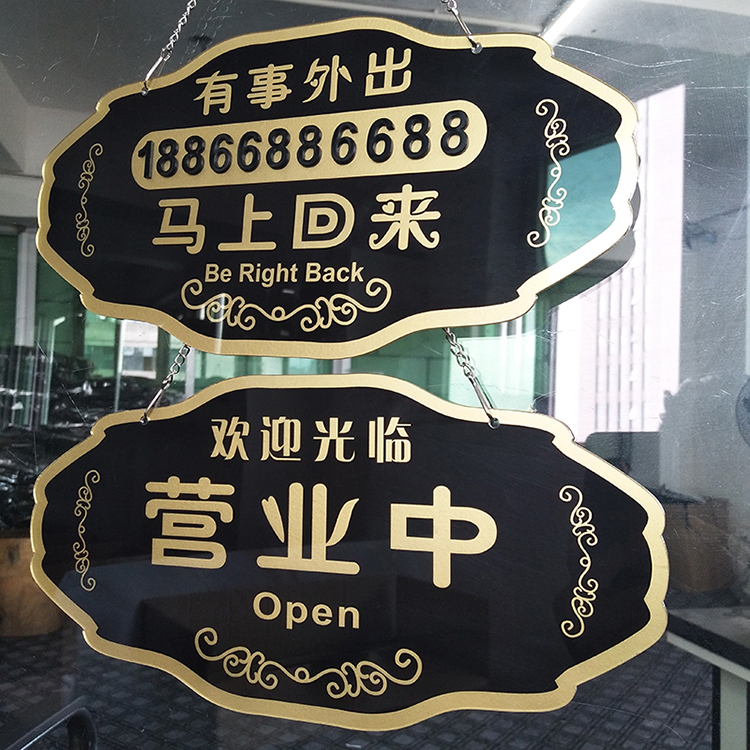 有事外出
18866886688
马上回来
Be Right Back
欢迎光临
营业中
Open